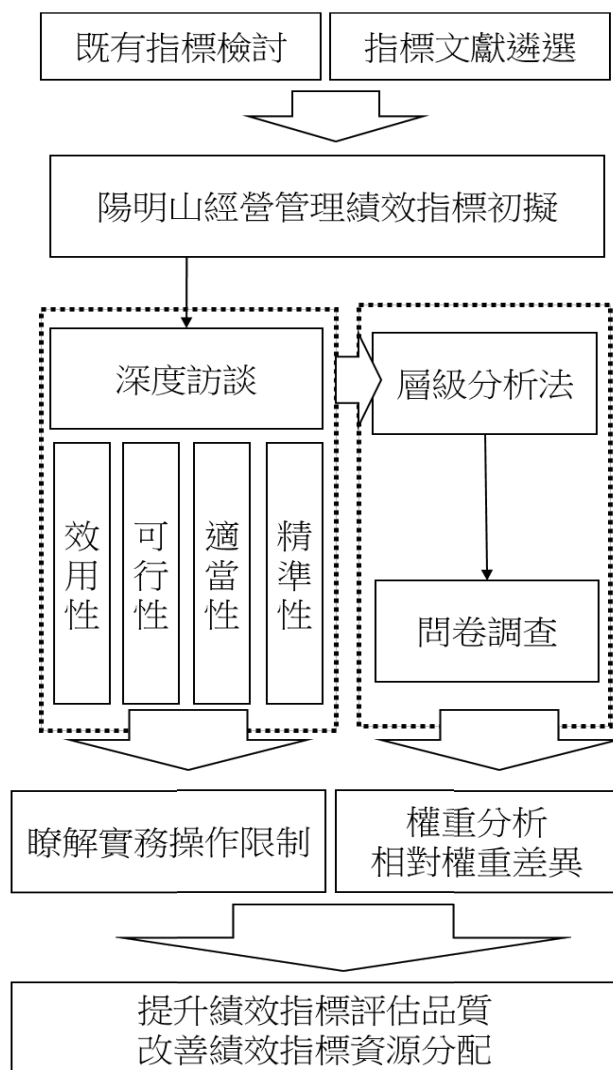 既有指標檢討
指標文獻遴選
陽明山經營管理績效指標初擬
深度訪談
層級分析法
效用性
可行性
適當性
精準性
問卷調查
瞭解實務操作限制
權重分析
相對權重差異
提升績效指標評估品質
改善績效指標資源分配